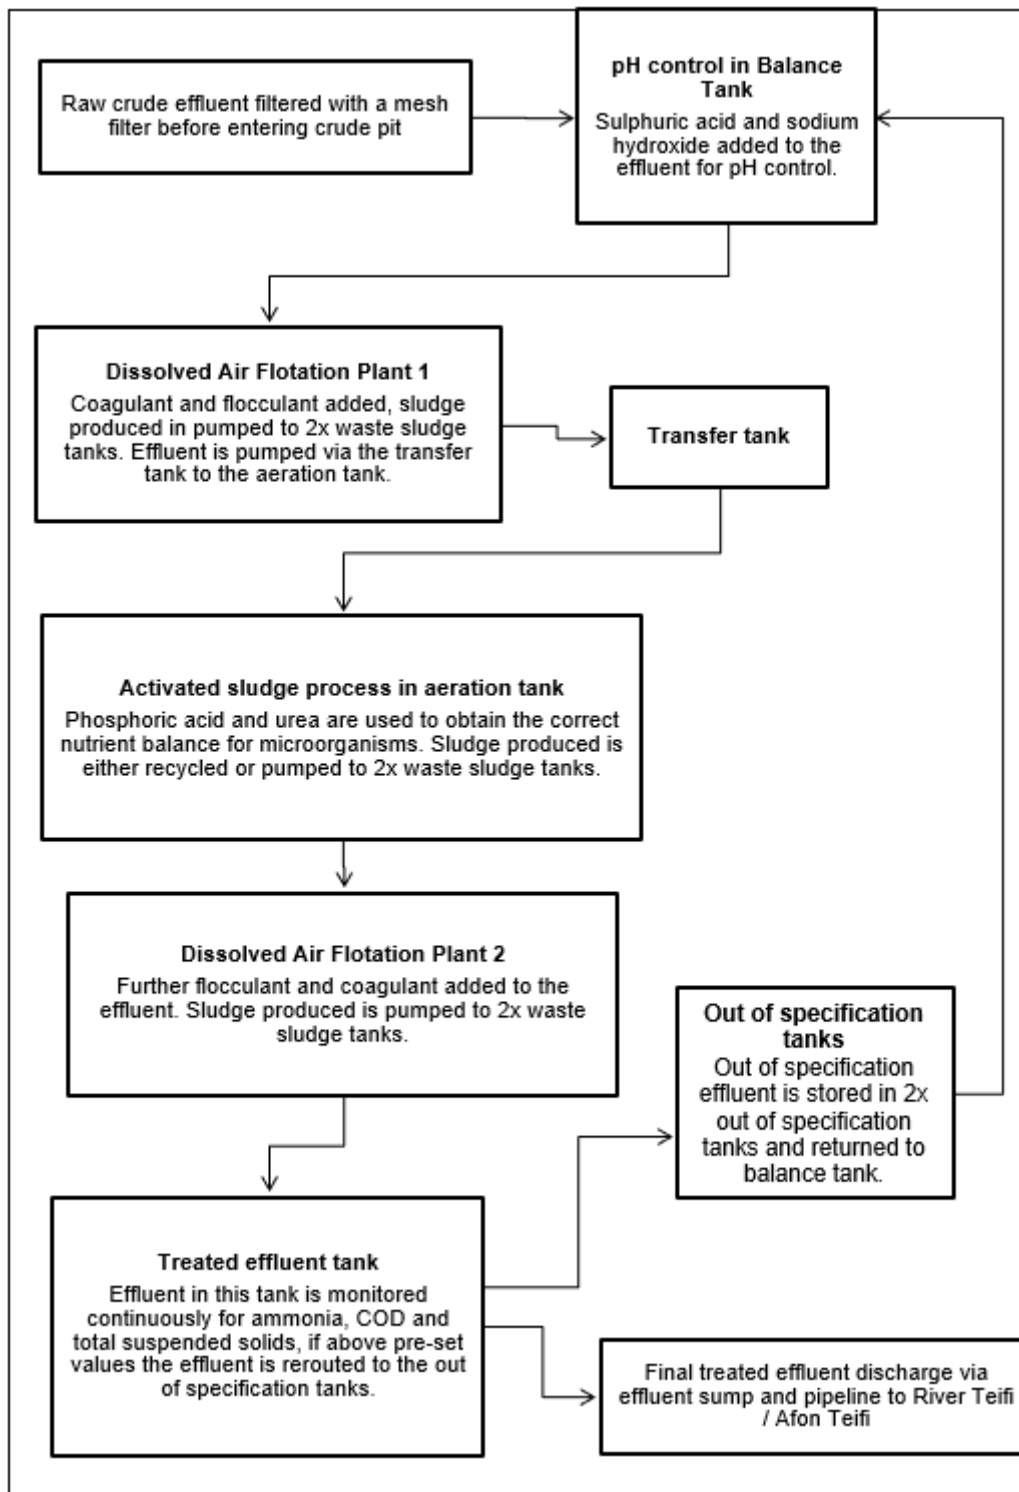 Raw crude effluent filtered with a mesh
filter before entering crude pit
pH control in Balance
Tank
Sulphuric acid and sodium
hydroxide added to the
effluent for pH control.
Dissolved Air Flotation Plant 1
Coagulant and flocculant added, sludge
produced in pumped to 2x waste sludge
tanks. Effluent is pumped via the transfer
tank to the aeration tank.
Transfer tank
Activated sludge process in aeration tank
Phosphoric acid and urea are used to obtain the correct
nutrient balance for microorganisms. Sludge produced is
either recycled or pumped to 2x waste sludge tanks.
Dissolved Air Flotation Plant 2
Further flocculant and coagulant added to the
effluent. Sludge produced is pumped to 2x waste
sludge tanks.
Out of specification
tanks
Out of specification
effluent is stored in 2x
out of specification
tanks and returned to
balance tank.
Treated effluent tank
Effluent in this tank is monitored
continuously for ammonia, COD and
total suspended solids, if above pre-set
values the effluent is rerouted to the out
of specification tanks.
Final treated effluent discharge via
effluent sump and pipeline to River Teifi
/ Afon Teifi